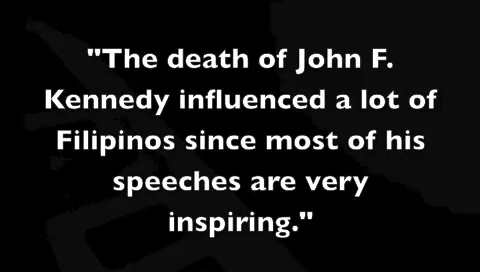 "The death of John F.
Kennedy influenced a lot of
Filipinos since most of his
speeches are very
inspiring."